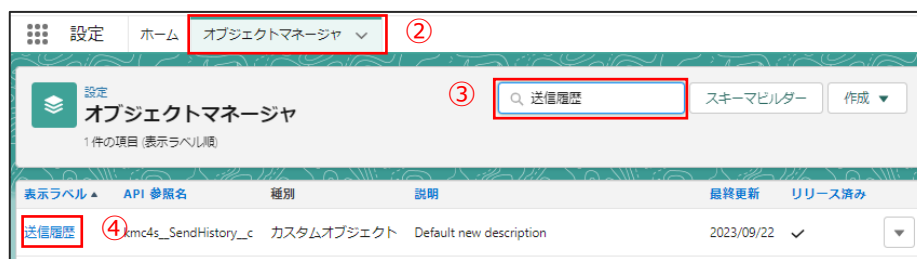 設定 ホーム オブジェクトマネージャ ②
設定
オブジェクトマネージャ
1件の項目 (表示ラベル順)
③ 送信履歴 スキーマビルダー 作成
表示ラベル API 参照名 種別 説明 最終更新 リリース済み
送信履歴 ④ kmc4s__SendHistory__c カスタムオブジェクト Default new description 2023/09/22